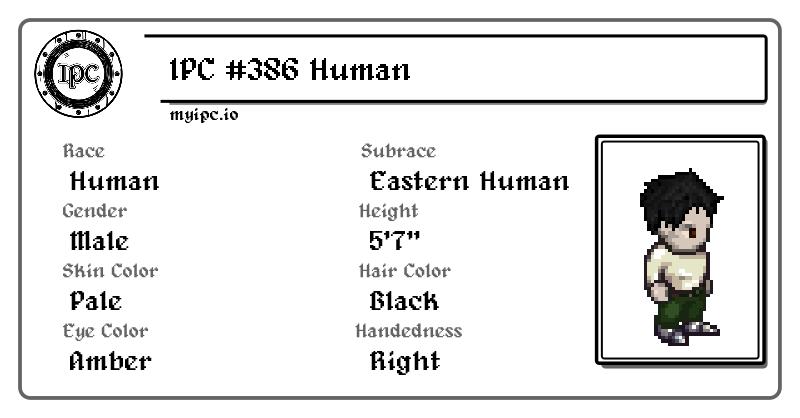 IPC
IPC #386 Human
myipc.io
Race
Human
Subrace
Eastern Human
Gender
Male
Height
5'7"
Skin Color
Pale
Hair Color
Black
Eye Color
Amber
Handedness
Right